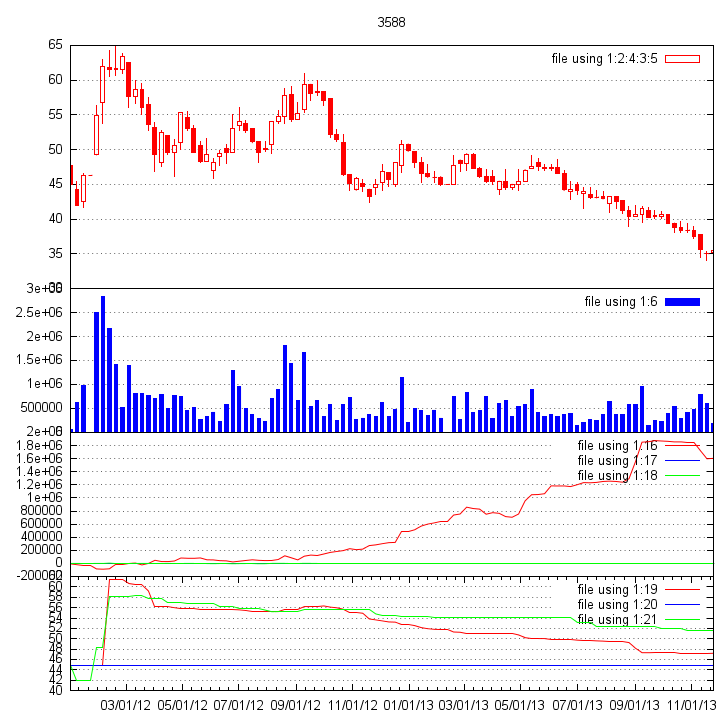 3588
65
file using 1:2:4:3:5
60
55
50
45
40
35
30
3e+06
file using 1:6
2.5e+06
2e+06
1.5e+06
1e+06
500000
0
2e+06
file using 1:16
1.8e+06
file using 1:17
1.6e+06
file using 1:18
1.4e+06
1.2e+06
1e+06
800000
600000
400000
200000
0
-200000
62
60
file using 1:19
58
file using 1:20
56
file using 1:21
54
52
50
48
46
44
42
40
03/01/12 05/01/12 07/01/12 09/01/12 11/01/12 01/01/13 03/01/13 05/01/13 07/01/13 09/01/13 11/01/13